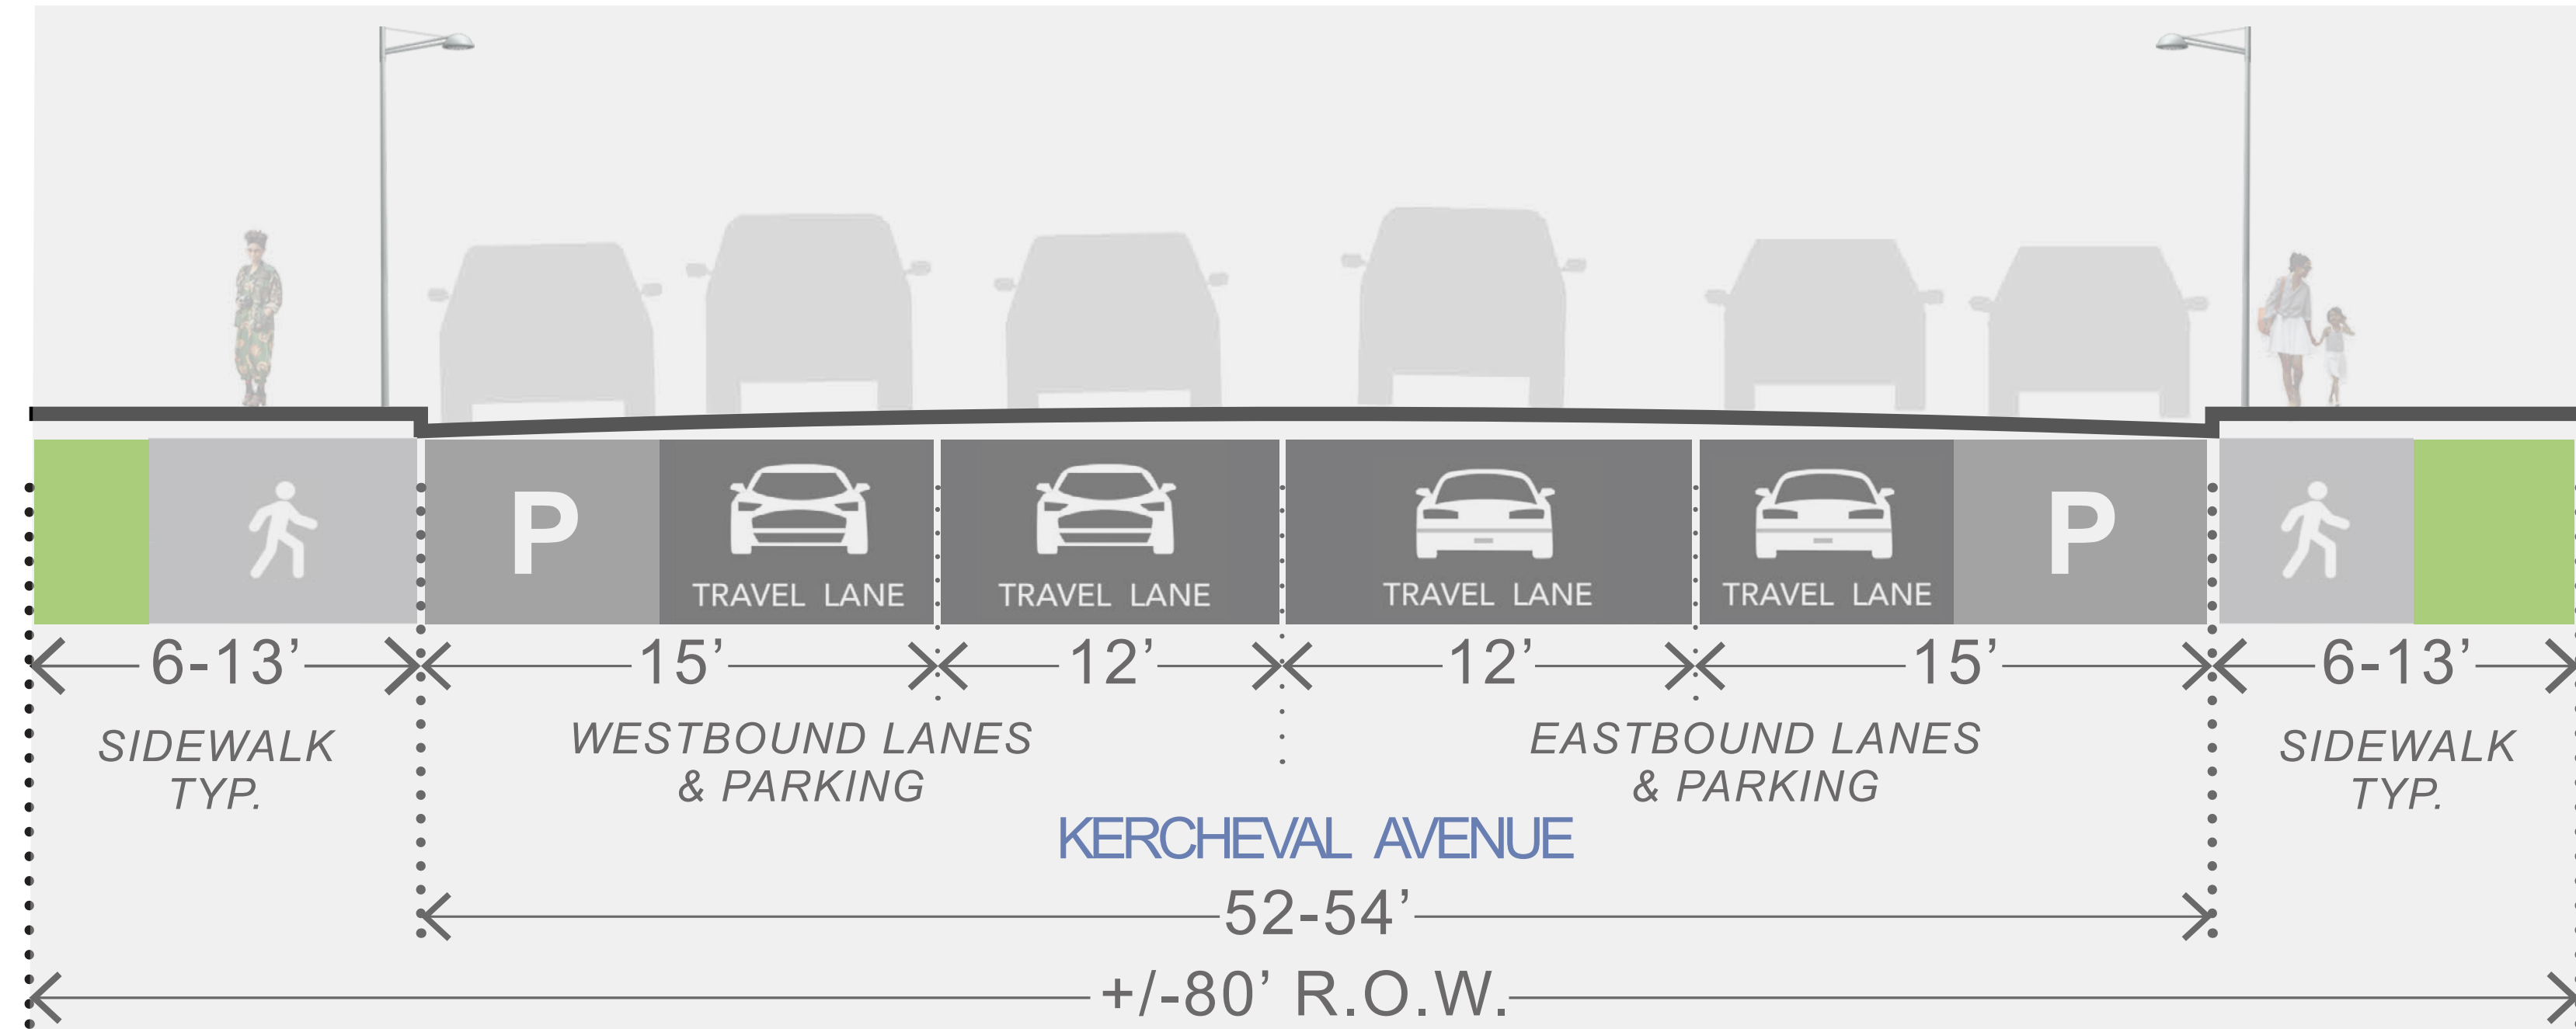 P
P
TRAVEL LANE
TRAVEL LANE
TRAVEL LANE
TRAVEL LANE
6-13’
15’
12’
12’
15’
6-13’
SIDEWALK
TYP.
WESTBOUND LANES
& PARKING
EASTBOUND LANES
& PARKING
SIDEWALK
TYP.
KERCHEVAL AVENUE
52-54’
+/-80’ R.O.W.